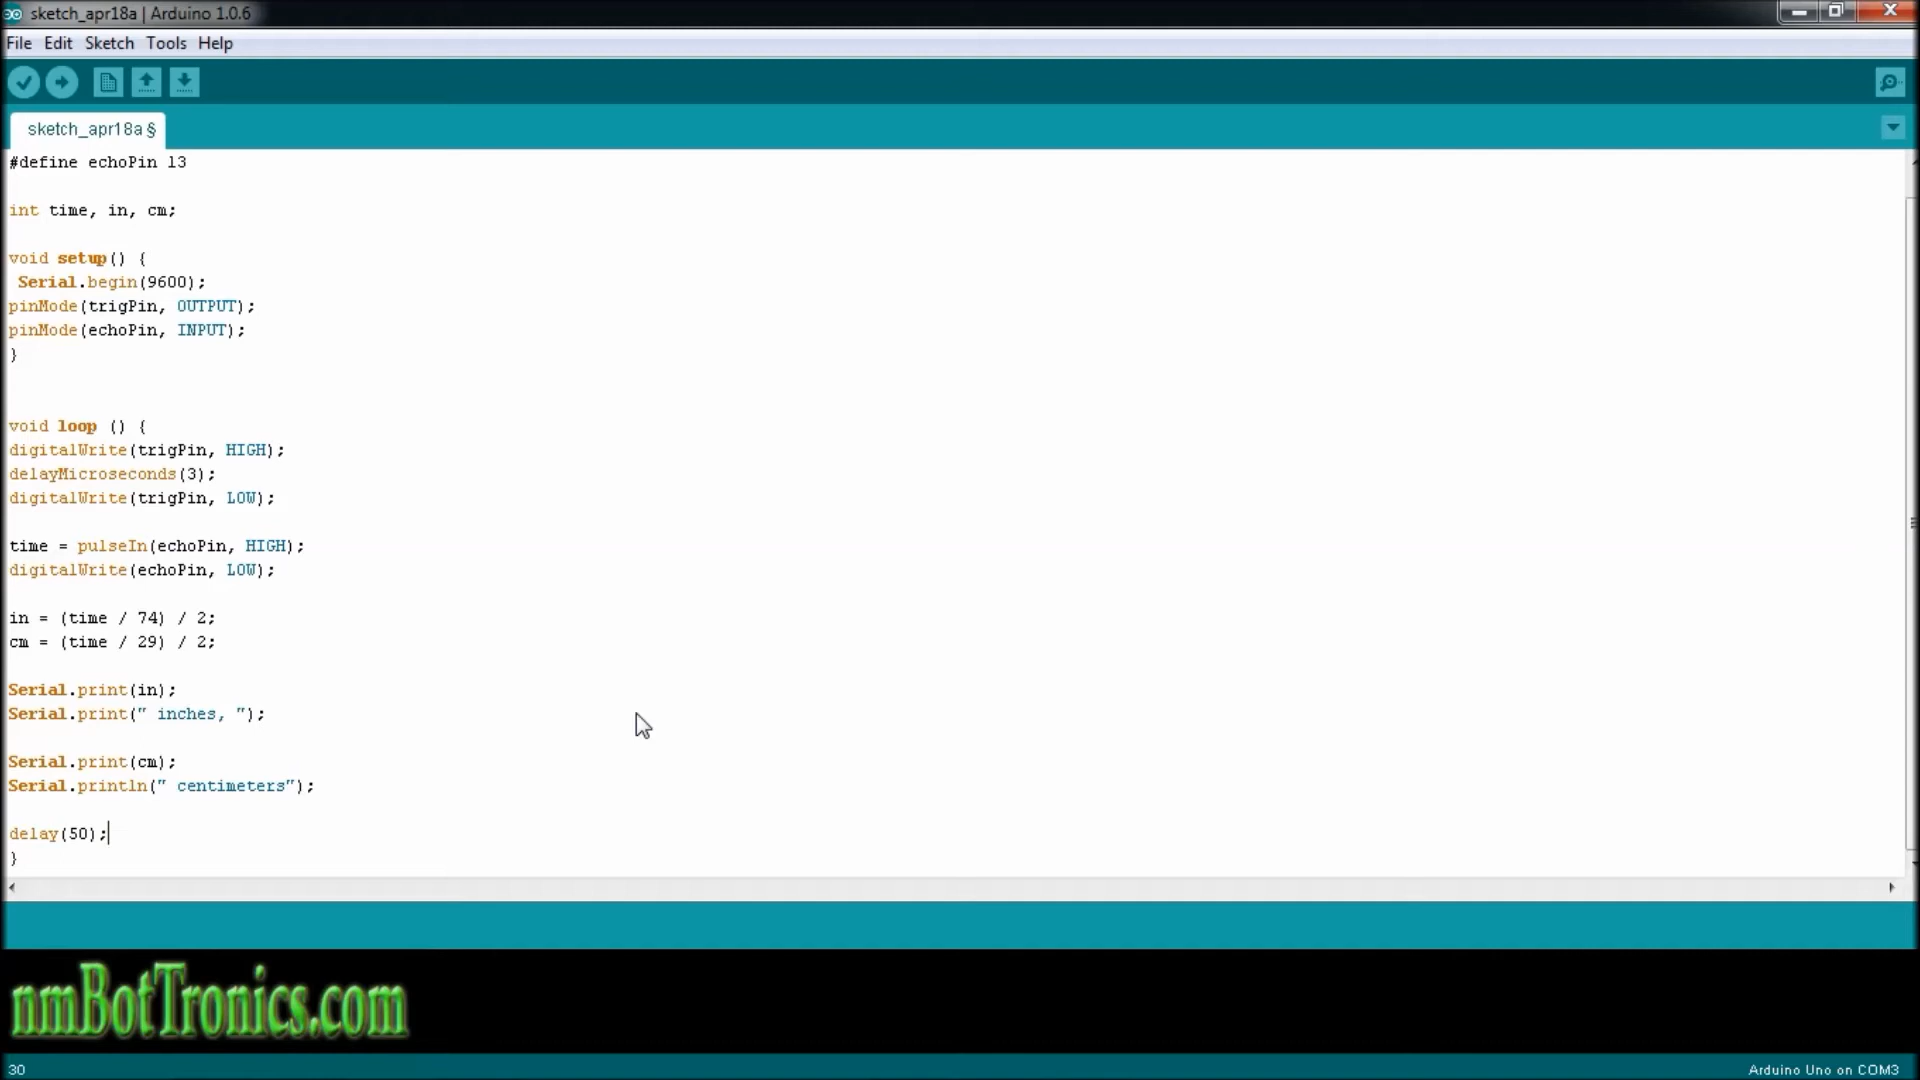 sketch_apr18a | Arduino 1.0.6
File Edit Sketch Tools Help
sketch_apr18a §
#define echoPin 13
int time, in, cm;
void setup() {
Serial.begin(9600);
pinMode(trigPin, OUTPUT);
pinMode(echoPin, INPUT);
}
void loop () {
digitalWrite(trigPin, HIGH);
delayMicroseconds(3);
digitalWrite(trigPin, LOW);
time = pulseIn(echoPin, HIGH);
digitalWrite(echoPin, LOW);
in = (time / 74) / 2;
cm = (time / 29) / 2;
Serial.print(in);
Serial.print(" inches, ");
Serial.print(cm);
Serial.println(" centimeters");
delay(50);
}
nmBotTronics.com
30
Arduino Uno on COM3